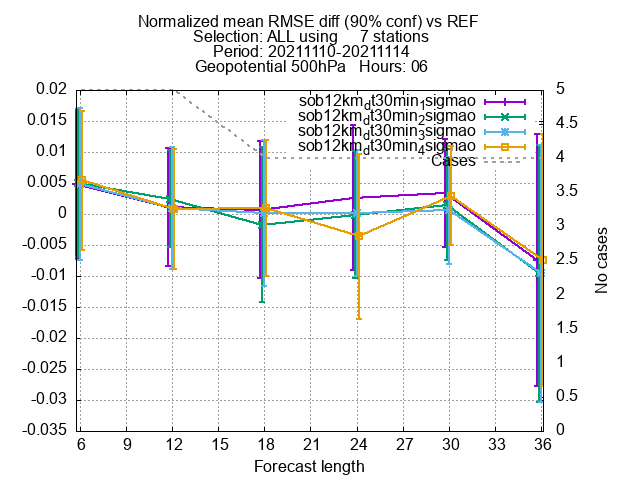 Normalized mean RMSE diff (90% conf) vs REF
Selection: ALL using     7 stations
Period: 20211110-20211114
Geopotential 500hPa   Hours: 06
sob12km_dt30min_1sigmao
sob12km_dt30min_2sigmao
sob12km_dt30min_3sigmao
sob12km_dt30min_4sigmao
Cases
0.02
0.015
0.01
0.005
0
-0.005
-0.01
-0.015
-0.02
-0.025
-0.03
-0.035
5
4.5
4
3.5
3
2.5
2
1.5
1
0.5
0
No cases
6 9 12 15 18 21 24 27 30 33 36
Forecast length